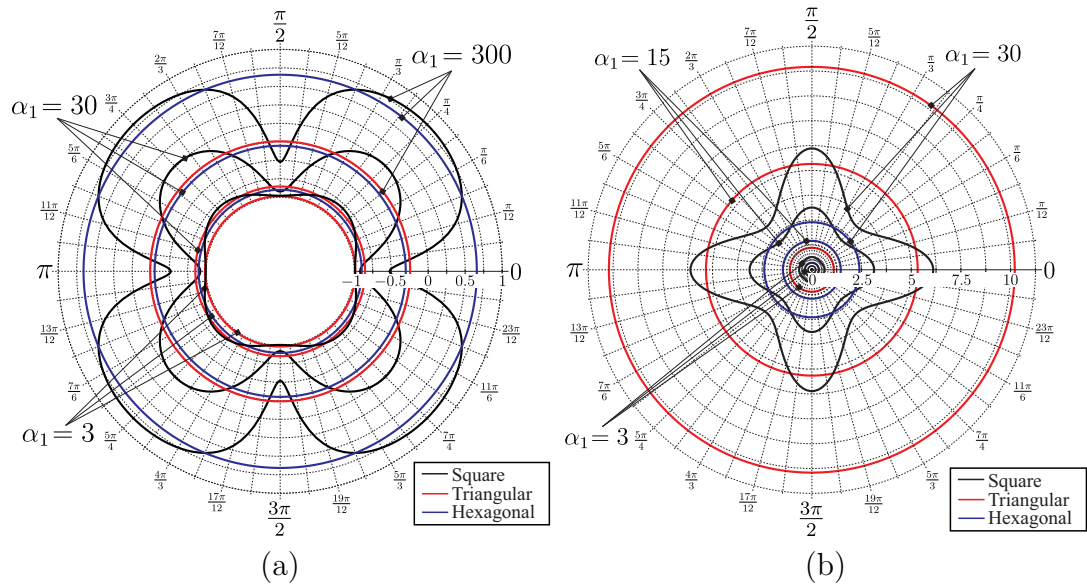 π/2
7π/12
5π/12
2π/3
π/3
α₁ = 300
α₁ = 30
3π/4
π/4
5π/6
π/6
11π/12
π/12
π
−1
−0.5
0
0.5
1
0
13π/12
23π/12
7π/6
11π/6
α₁ = 3
5π/4
7π/4
4π/3
5π/3
17π/12
19π/12
3π/2
Square
Triangular
Hexagonal
(a)
π/2
7π/12
5π/12
α₁ = 15
2π/3
π/3
α₁ = 30
3π/4
π/4
5π/6
π/6
11π/12
π/12
π
0
2.5
5
7.5
10
0
13π/12
23π/12
7π/6
11π/6
α₁ = 3
5π/4
7π/4
4π/3
5π/3
17π/12
19π/12
3π/2
Square
Triangular
Hexagonal
(b)